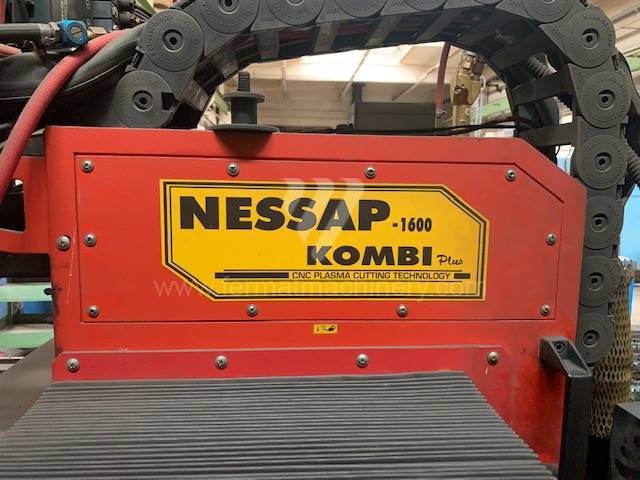 NESSAP -1600
KOMBI Plus
CNC PLASMA CUTTING TECHNOLOGY
www.fermatmachinery.com